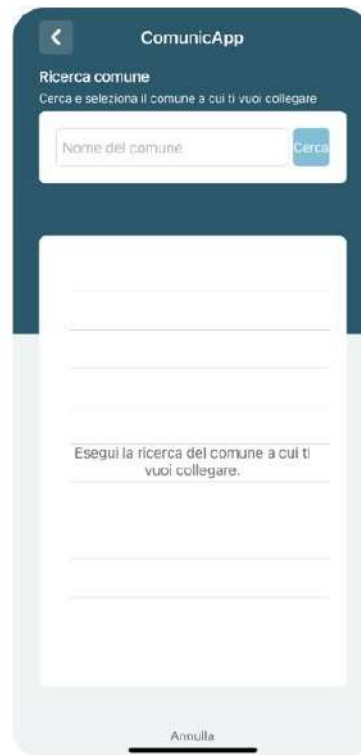 ComunicApp
Ricerca comune
Cerca e seleziona il comune a cui ti vuoi collegare
Nome del comune
Cerca
Esegui la ricerca del comune a cui ti
vuoi collegare.
Annulla